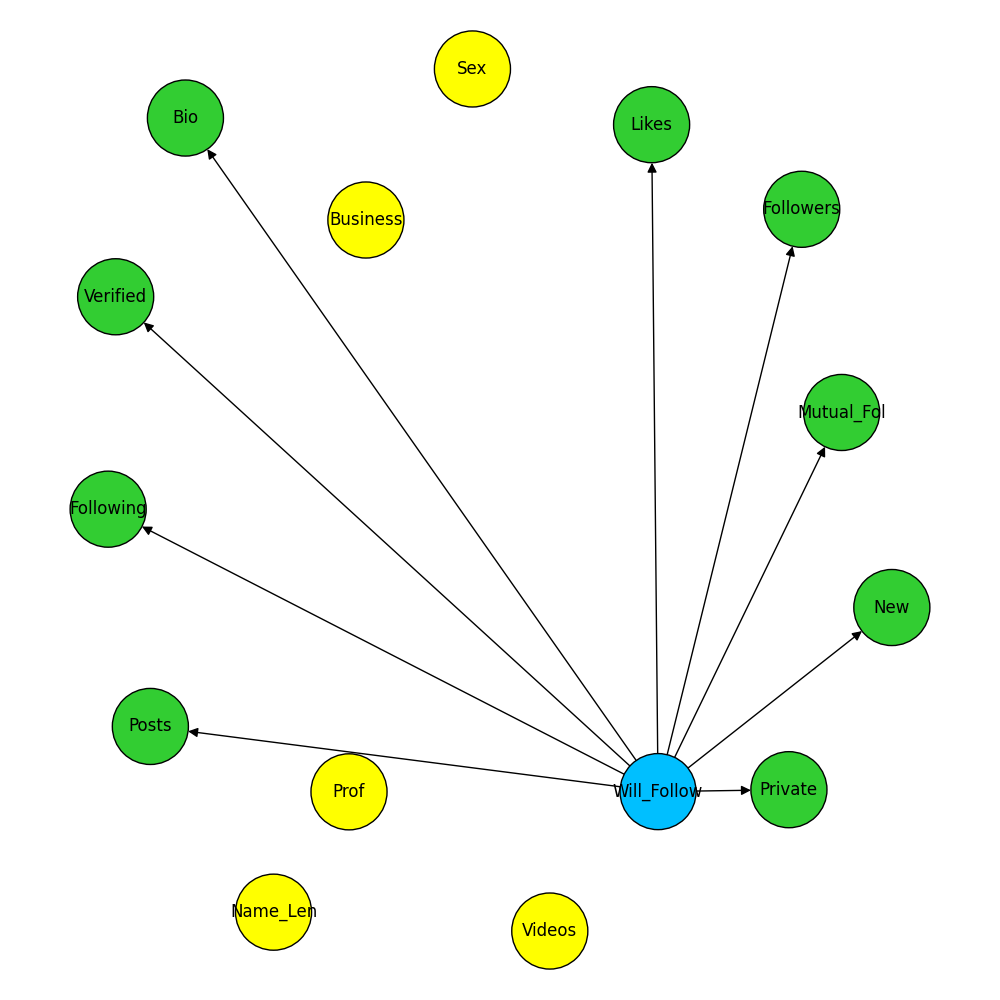 Sex
Bio
Likes
Followers
Business
Verified
Mutual_Fol
Following
New
Posts
Prof
Will_Follow
Private
Name_Len
Videos